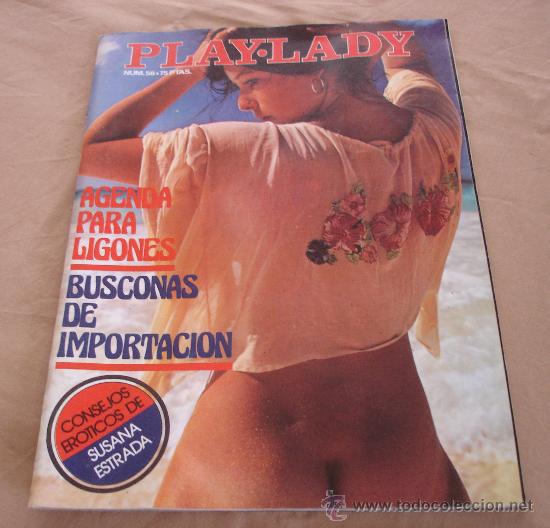 PLAY·LADY
NUM. 58 • 75 PTAS.
AGENDA
PARA
LIGONES
BUSCONAS
DE
IMPORTACION
CONSEJOS
EROTICOS DE
SUSANA
ESTRADA
www.todocoleccion.net